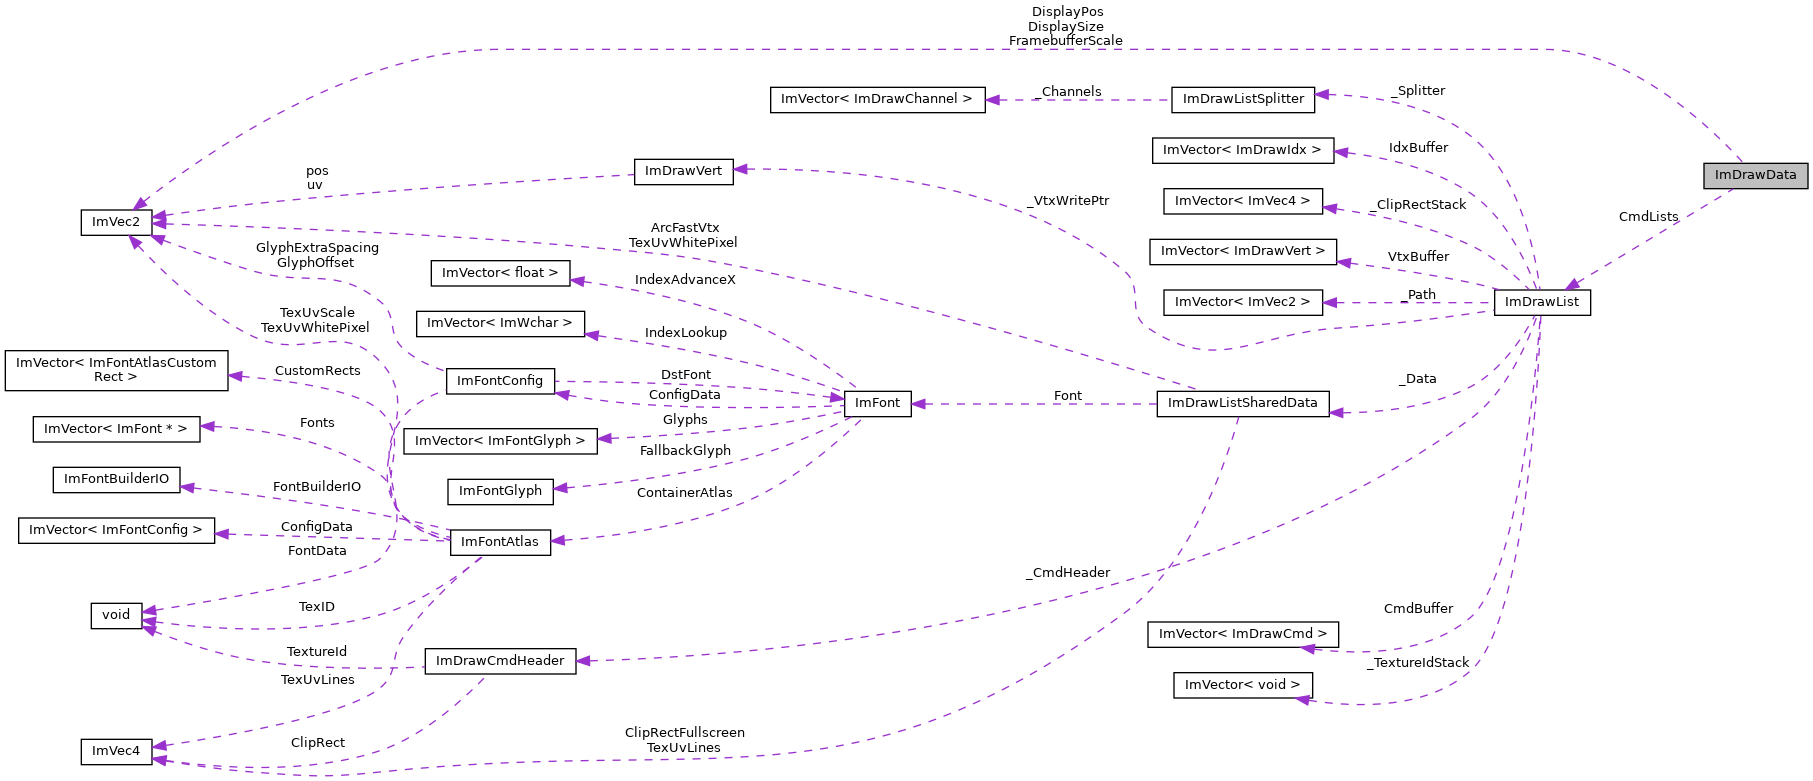 DisplayPos
DisplaySize
FramebufferScale
ImVector< ImDrawChannel >
_Channels
ImDrawListSplitter
_Splitter
ImVector< ImDrawIdx >
IdxBuffer
pos
uv
ImDrawVert
ImDrawData
ImVector< ImVec4 >
_ClipRectStack
_VtxWritePtr
CmdLists
ImVec2
ArcFastVtx
TexUvWhitePixel
GlyphExtraSpacing
GlyphOffset
ImVector< ImDrawVert >
VtxBuffer
ImVector< float >
IndexAdvanceX
ImVector< ImVec2 >
_Path
ImDrawList
TexUvScale
TexUvWhitePixel
ImVector< ImWchar >
IndexLookup
ImVector< ImFontAtlasCustom
Rect >
CustomRects
ImFontConfig
DstFont
ConfigData
_Data
ImFont
Font
ImDrawListSharedData
ImVector< ImFont * >
Fonts
ImVector< ImFontGlyph >
Glyphs
FallbackGlyph
ImFontBuilderIO
FontBuilderIO
ImFontGlyph
ContainerAtlas
ImVector< ImFontConfig >
ConfigData
ImFontAtlas
FontData
_CmdHeader
void
TexID
CmdBuffer
ImVector< ImDrawCmd >
TextureId
ImDrawCmdHeader
_TextureIdStack
TexUvLines
ImVector< void >
ImVec4
ClipRect
ClipRectFullscreen
TexUvLines